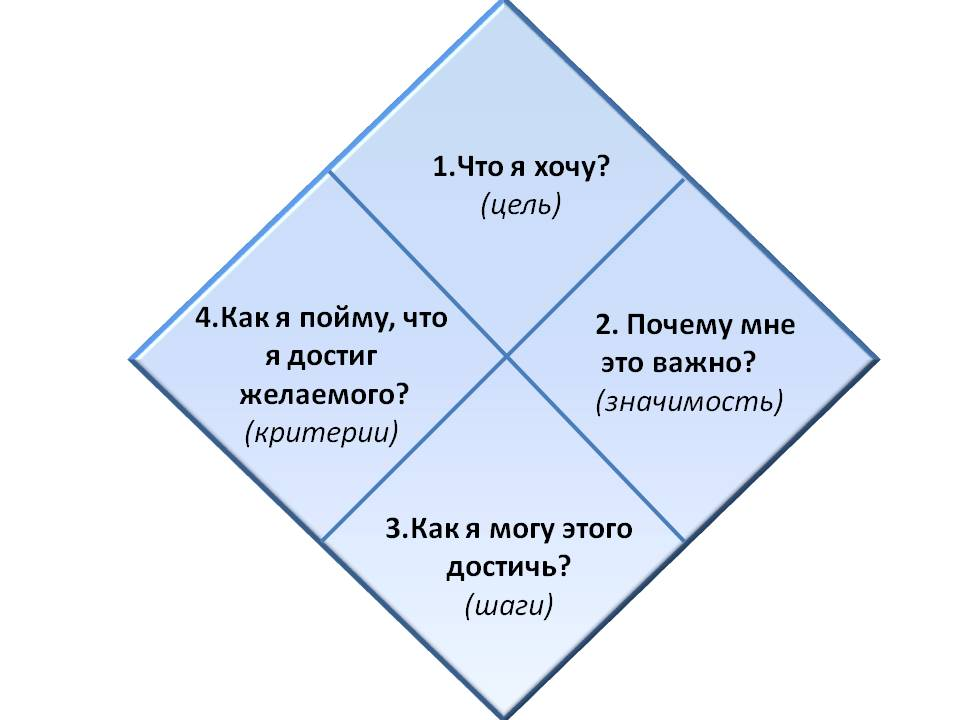 1.Что я хочу?
(цель)
2. Почему мне
это важно?
(значимость)
3.Как я могу этого
достичь?
(шаги)
4.Как я пойму, что
я достиг
желаемого?
(критерии)